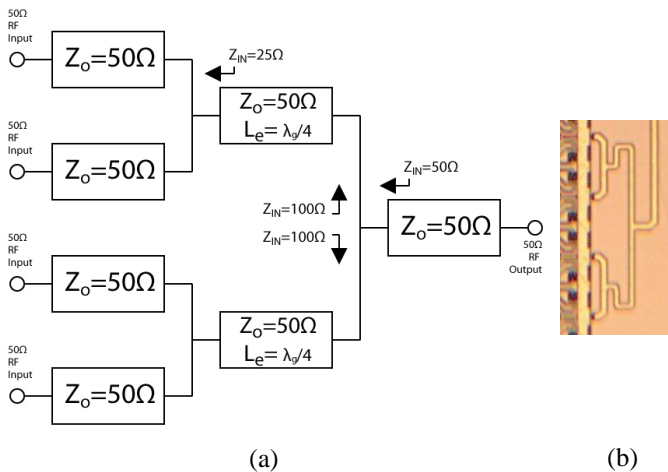 50Ω
RF
Input
Zo=50Ω
ZIN=25Ω
50Ω
RF
Input
Zo=50Ω
Zo=50Ω
Le= λg/4
ZIN=50Ω
ZIN=100Ω
ZIN=100Ω
Zo=50Ω
50Ω
RF
Output
50Ω
RF
Input
Zo=50Ω
Zo=50Ω
Le= λg/4
50Ω
RF
Input
Zo=50Ω
(a)
(b)